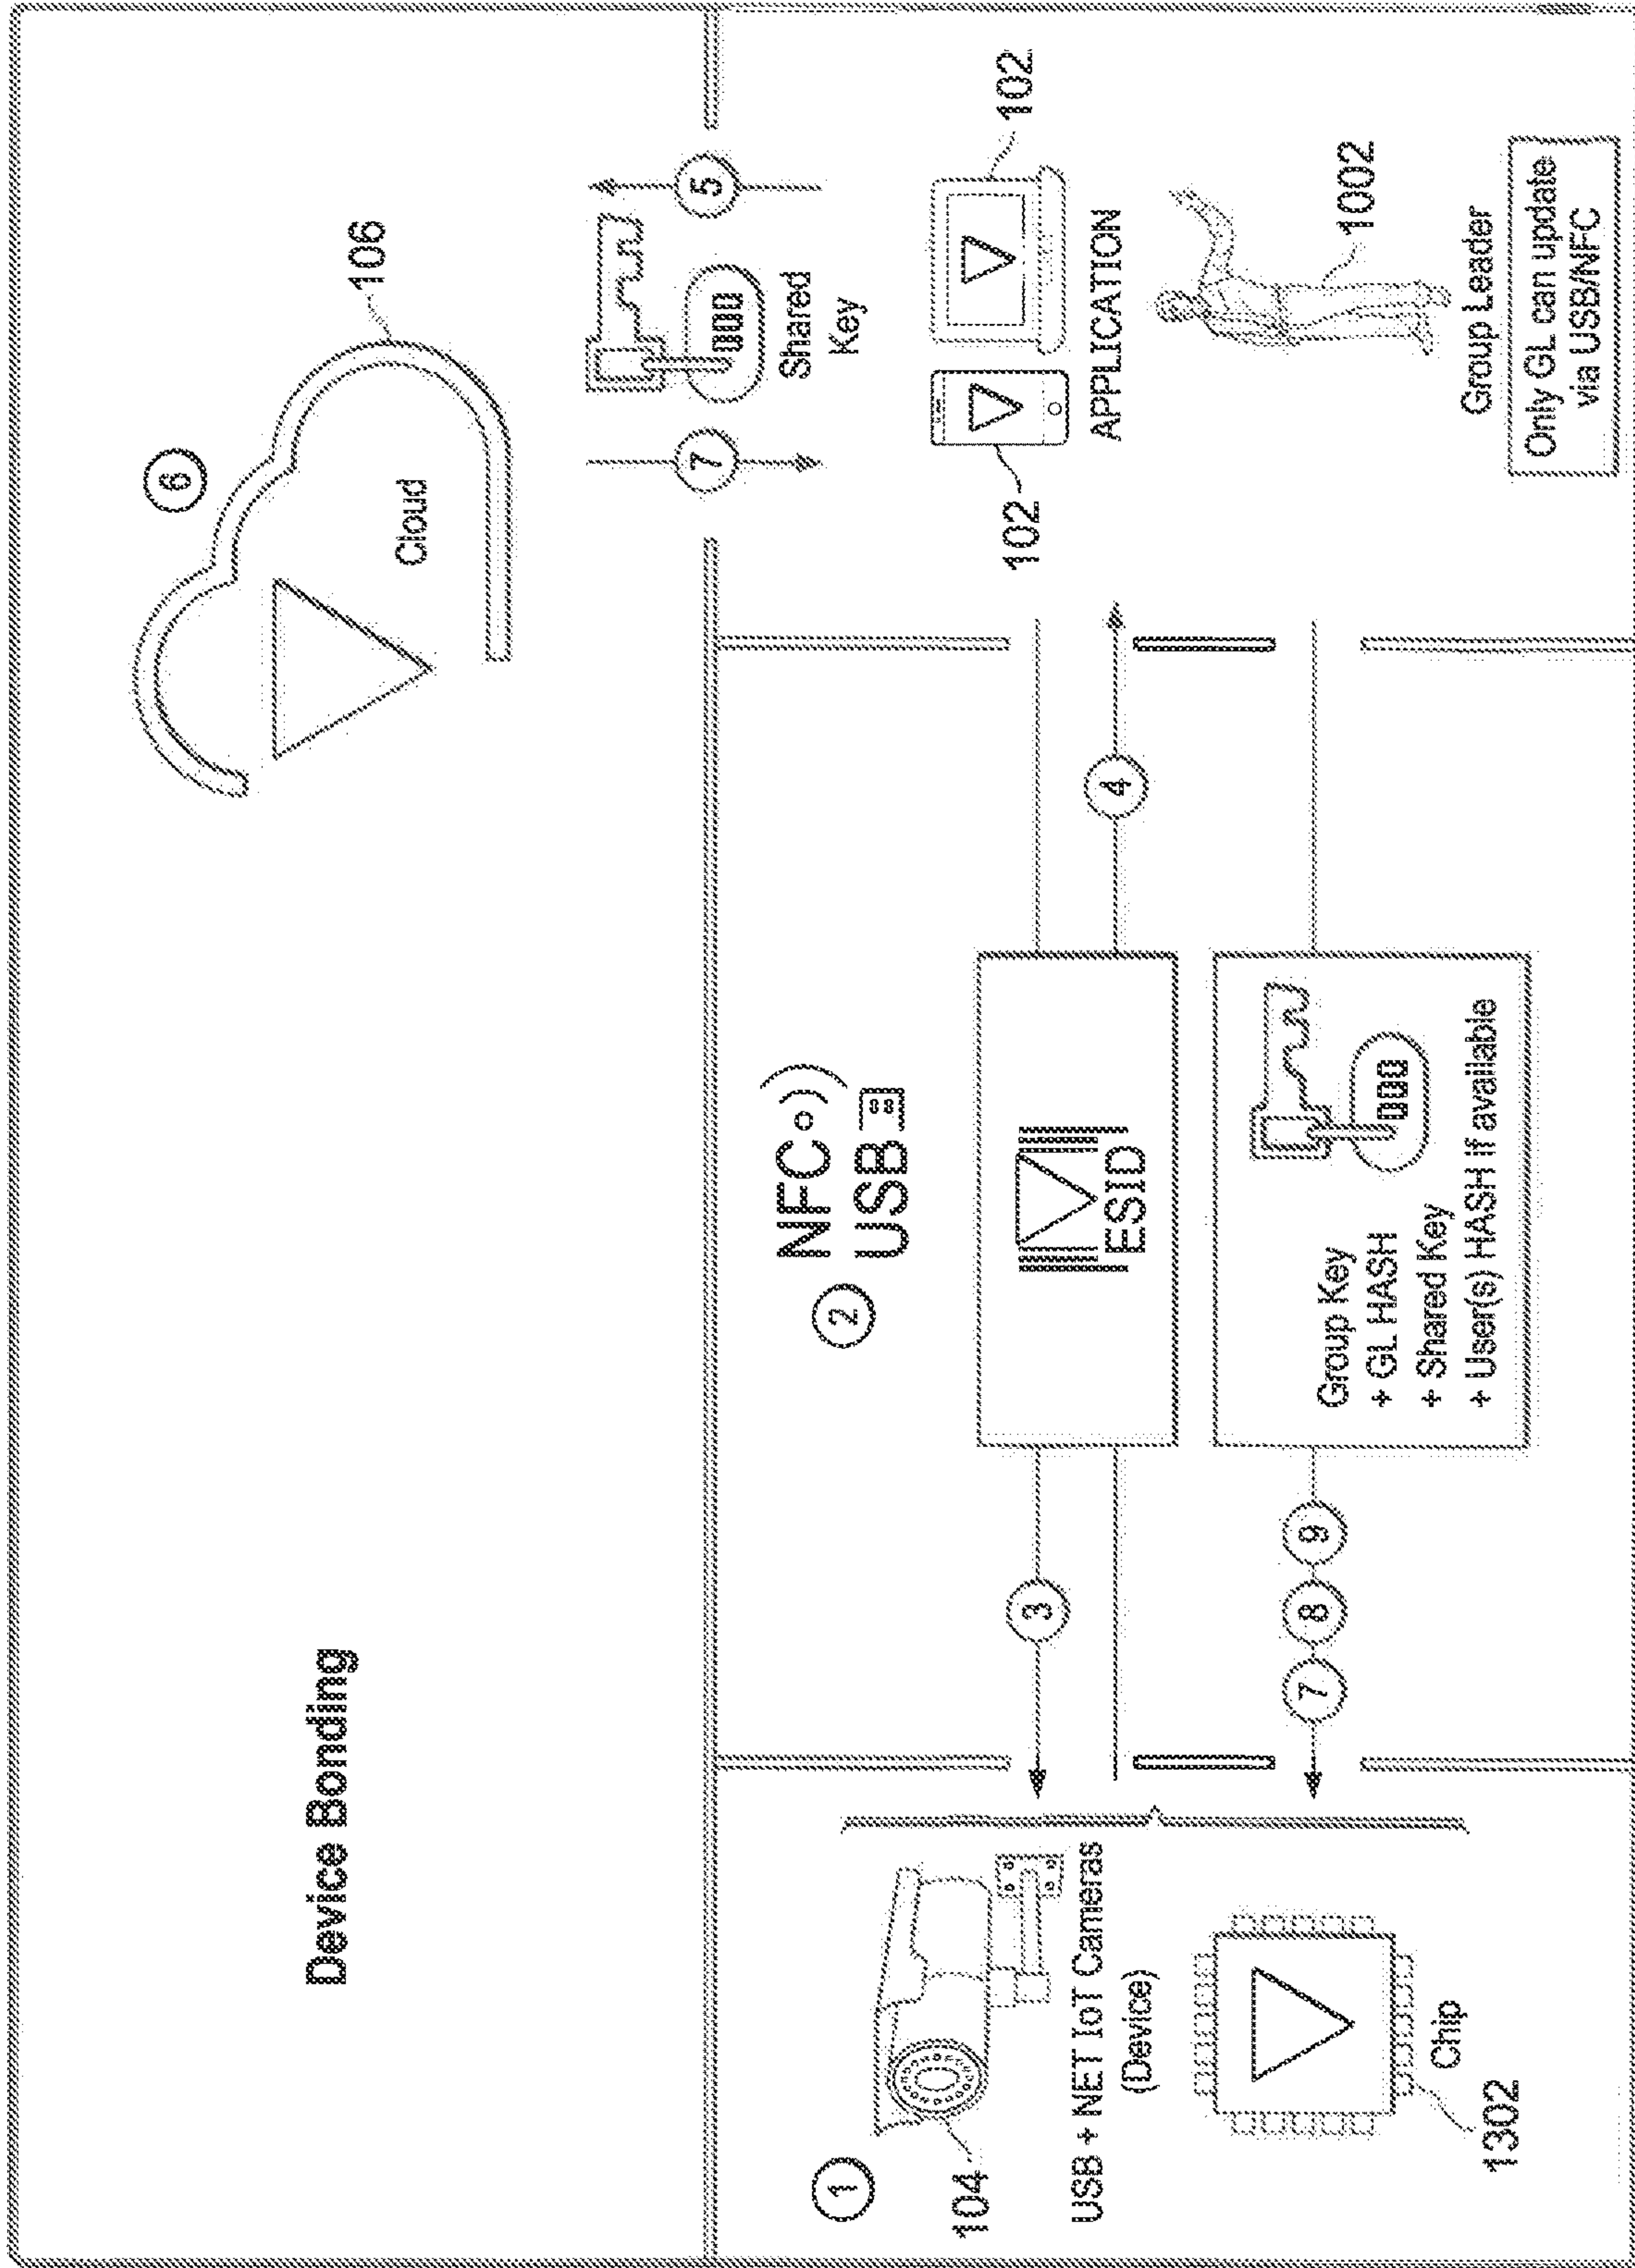 Device Bonding
6
106
Cloud
7
5
Shared
Key
1
104
USB + NET IoT Cameras
(Device)
Chip
1302
2
NFC
USB
3
ESID
4
7
8
9
Group Key
+ GL HASH
+ Shared Key
+ User(s) HASH if available
102
102
APPLICATION
1002
Group Leader
Only GL can update
via USB/NFC